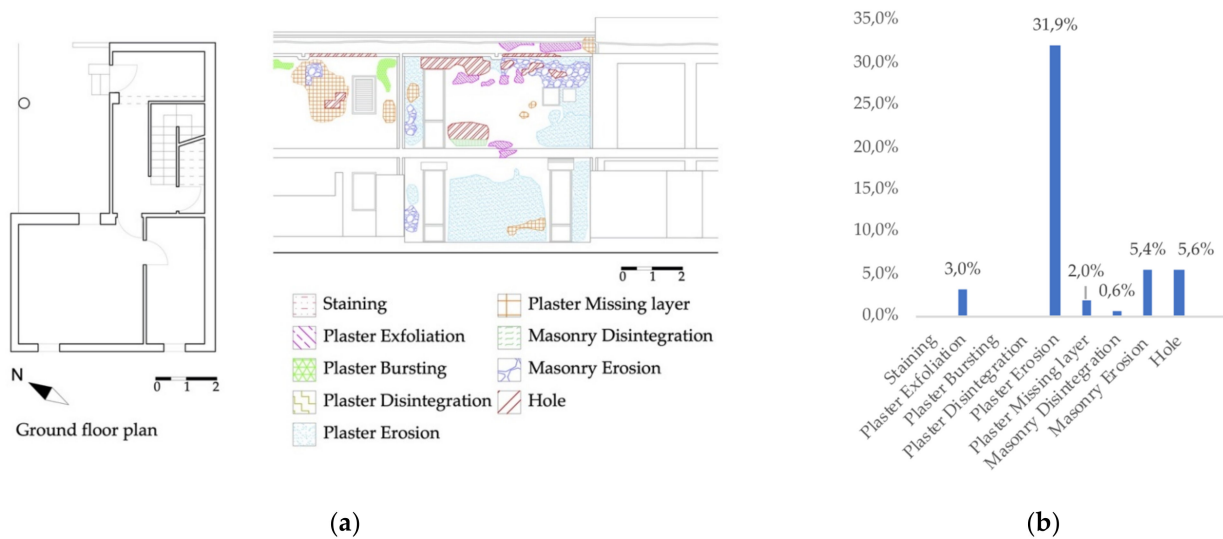 N
0 1 2
Ground floor plan
0 1 2
Staining
Plaster Exfoliation
Plaster Bursting
Plaster Disintegration
Plaster Erosion
Plaster Missing layer
Masonry Disintegration
Masonry Erosion
Hole
(a)
35,0%
30,0%
25,0%
20,0%
15,0%
10,0%
5,0%
0,0%
3,0%
31,9%
2,0%
0,6%
5,4%
5,6%
Staining
Plaster Exfoliation
Plaster Bursting
Plaster Disintegration
Plaster Erosion
Plaster Missing layer
Masonry Disintegration
Masonry Erosion
Hole
(b)